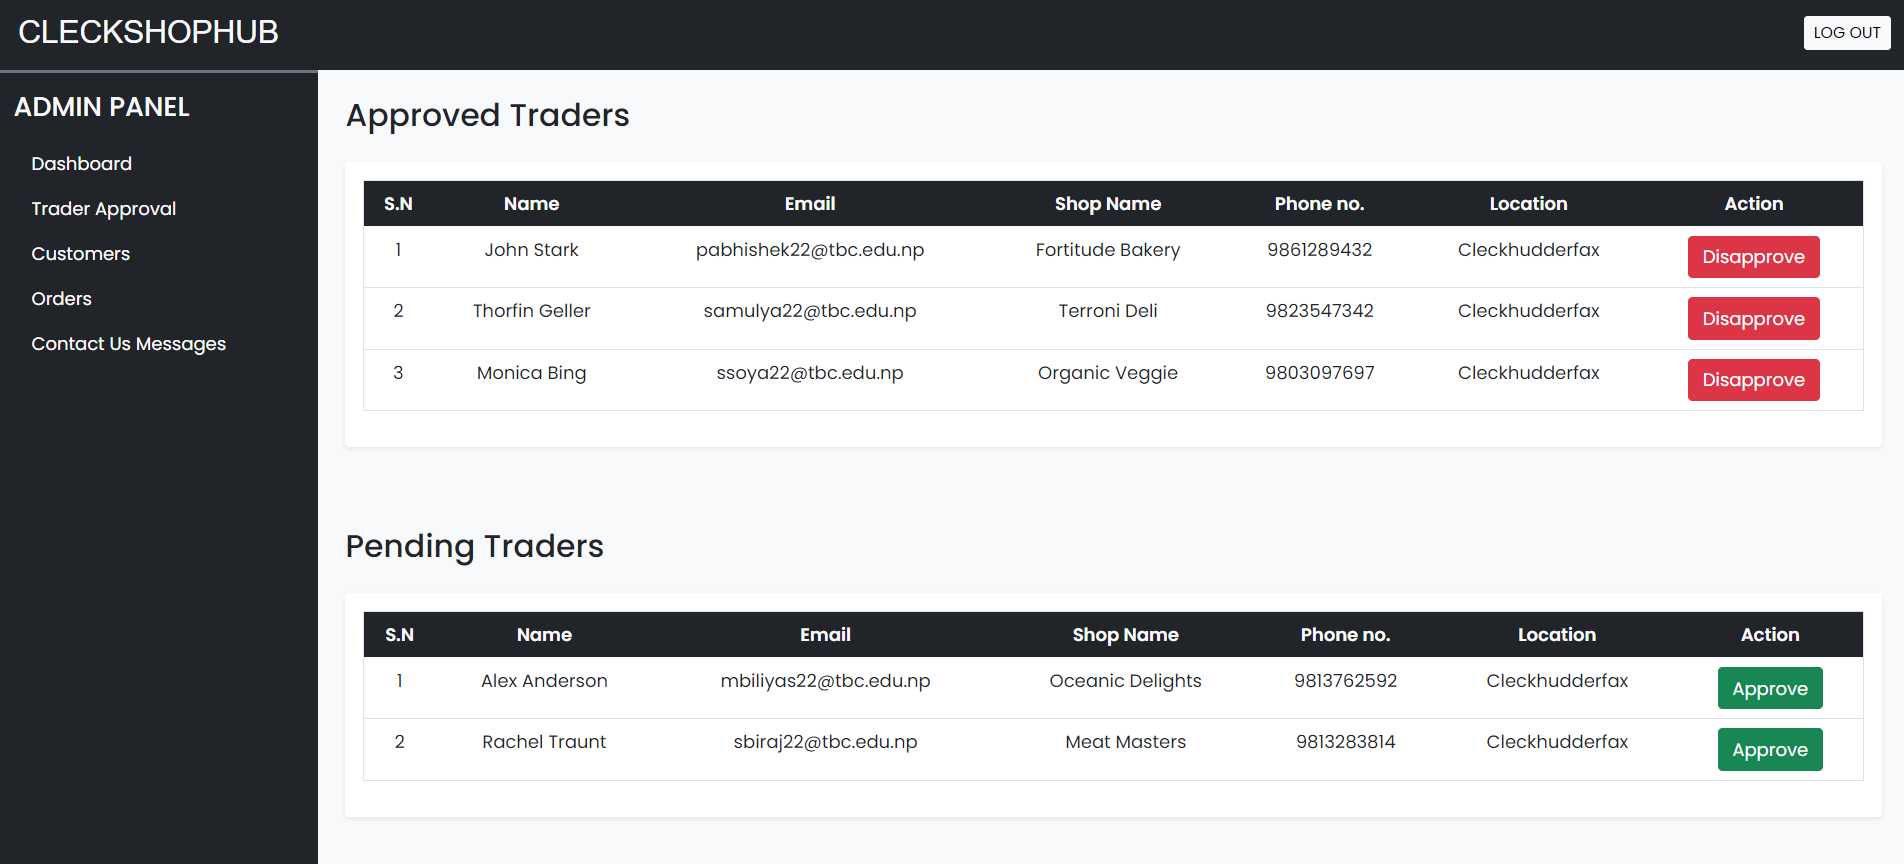 CLECKSHOPHUB
LOG OUT
ADMIN PANEL
Dashboard
Trader Approval
Customers
Orders
Contact Us Messages
Approved Traders
S.N Name Email Shop Name Phone no. Location Action
1 John Stark pabhishek22@tbc.edu.np Fortitude Bakery 9861289432 Cleckhudderfax Disapprove
2 Thorfin Geller samulya22@tbc.edu.np Terroni Deli 9823547342 Cleckhudderfax Disapprove
3 Monica Bing ssoya22@tbc.edu.np Organic Veggie 9803097697 Cleckhudderfax Disapprove
Pending Traders
S.N Name Email Shop Name Phone no. Location Action
1 Alex Anderson mbiliyas22@tbc.edu.np Oceanic Delights 9813762592 Cleckhudderfax Approve
2 Rachel Traunt sbiraj22@tbc.edu.np Meat Masters 9813283814 Cleckhudderfax Approve